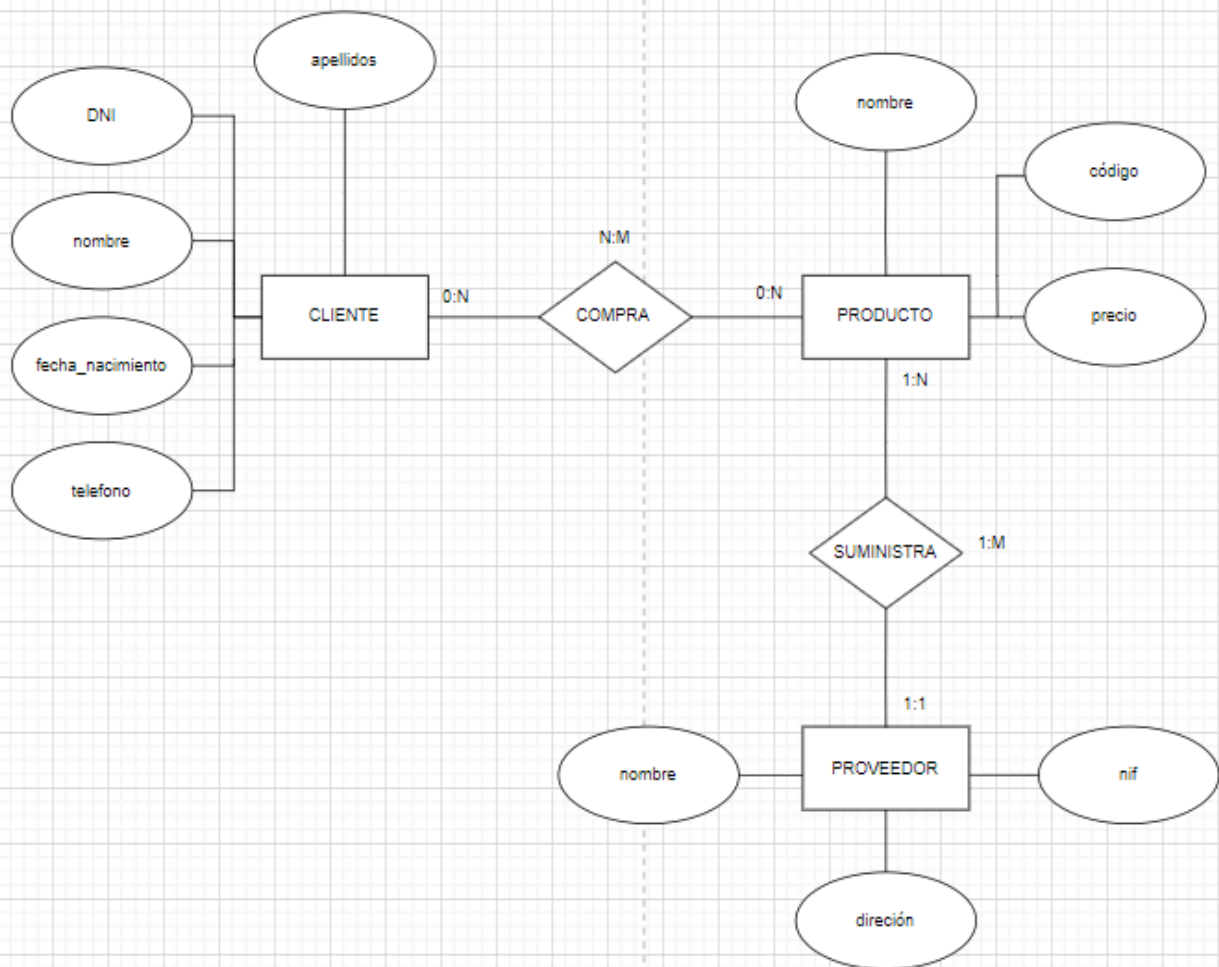 apellidos
DNI
nombre
código
nombre
N:M
CLIENTE
0:N
COMPRA
0:N
PRODUCTO
precio
fecha_nacimiento
1:N
telefono
SUMINISTRA
1:M
1:1
nombre
PROVEEDOR
nif
direción